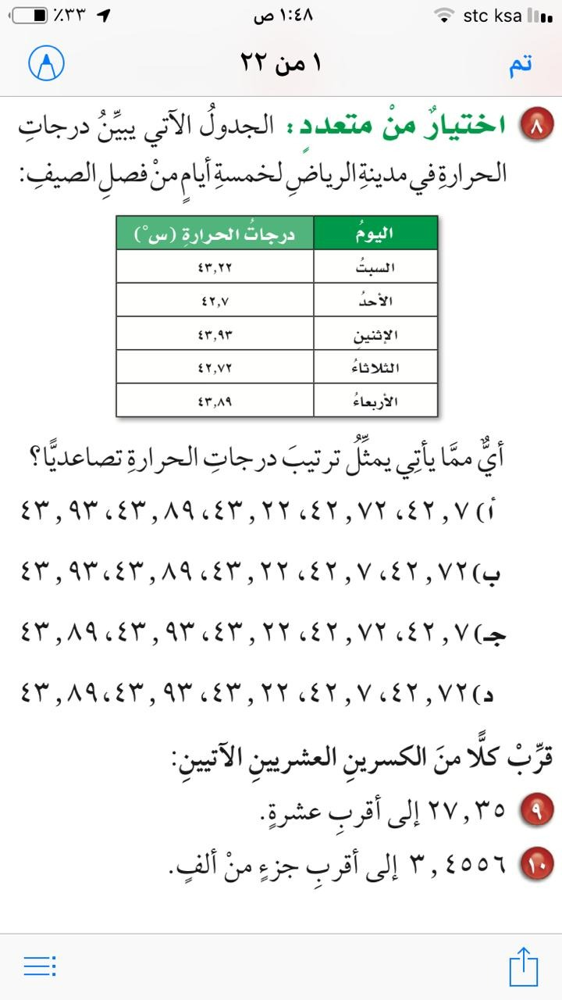 ٪٣٣ ١:٤٨ ص stc ksa
تم ١ من ٢٢
٨ اختيارٌ منْ متعددٍ: الجدولُ الآتي يبيِّنُ درجاتِ
الحرارةِ في مدينةِ الرياضِ لخمسةِ أيامٍ منْ فصلِ الصيفِ:
اليومُ درجاتُ الحرارةِ (س°)
السبتُ ٤٣,٢٢
الأحدُ ٤٢,٧
الإثنينِ ٤٣,٩٣
الثلاثاءُ ٤٢,٧٢
الأربعاءُ ٤٣,٨٩
أيٌّ ممَّا يأتِي يمثِّلُ ترتيبَ درجاتِ الحرارةِ تصاعديًّا؟
أ) ٤٢,٧، ٤٢,٧٢، ٤٣,٢٢، ٤٣,٨٩، ٤٣,٩٣
ب) ٤٢,٧٢، ٤٢,٧، ٤٣,٢٢، ٤٣,٨٩، ٤٣,٩٣
جـ) ٤٢,٧، ٤٢,٧٢، ٤٣,٢٢، ٤٣,٩٣، ٤٣,٨٩
د) ٤٢,٧٢، ٤٢,٧، ٤٣,٢٢، ٤٣,٩٣، ٤٣,٨٩
قرِّبْ كلًّا منَ الكسرينِ العشريينِ الآتيينِ:
٩ ٢٧,٣٥ إلى أقربِ عشرةٍ.
١٠ ٣,٤٥٥٦ إلى أقربِ جزءٍ منْ ألفٍ.